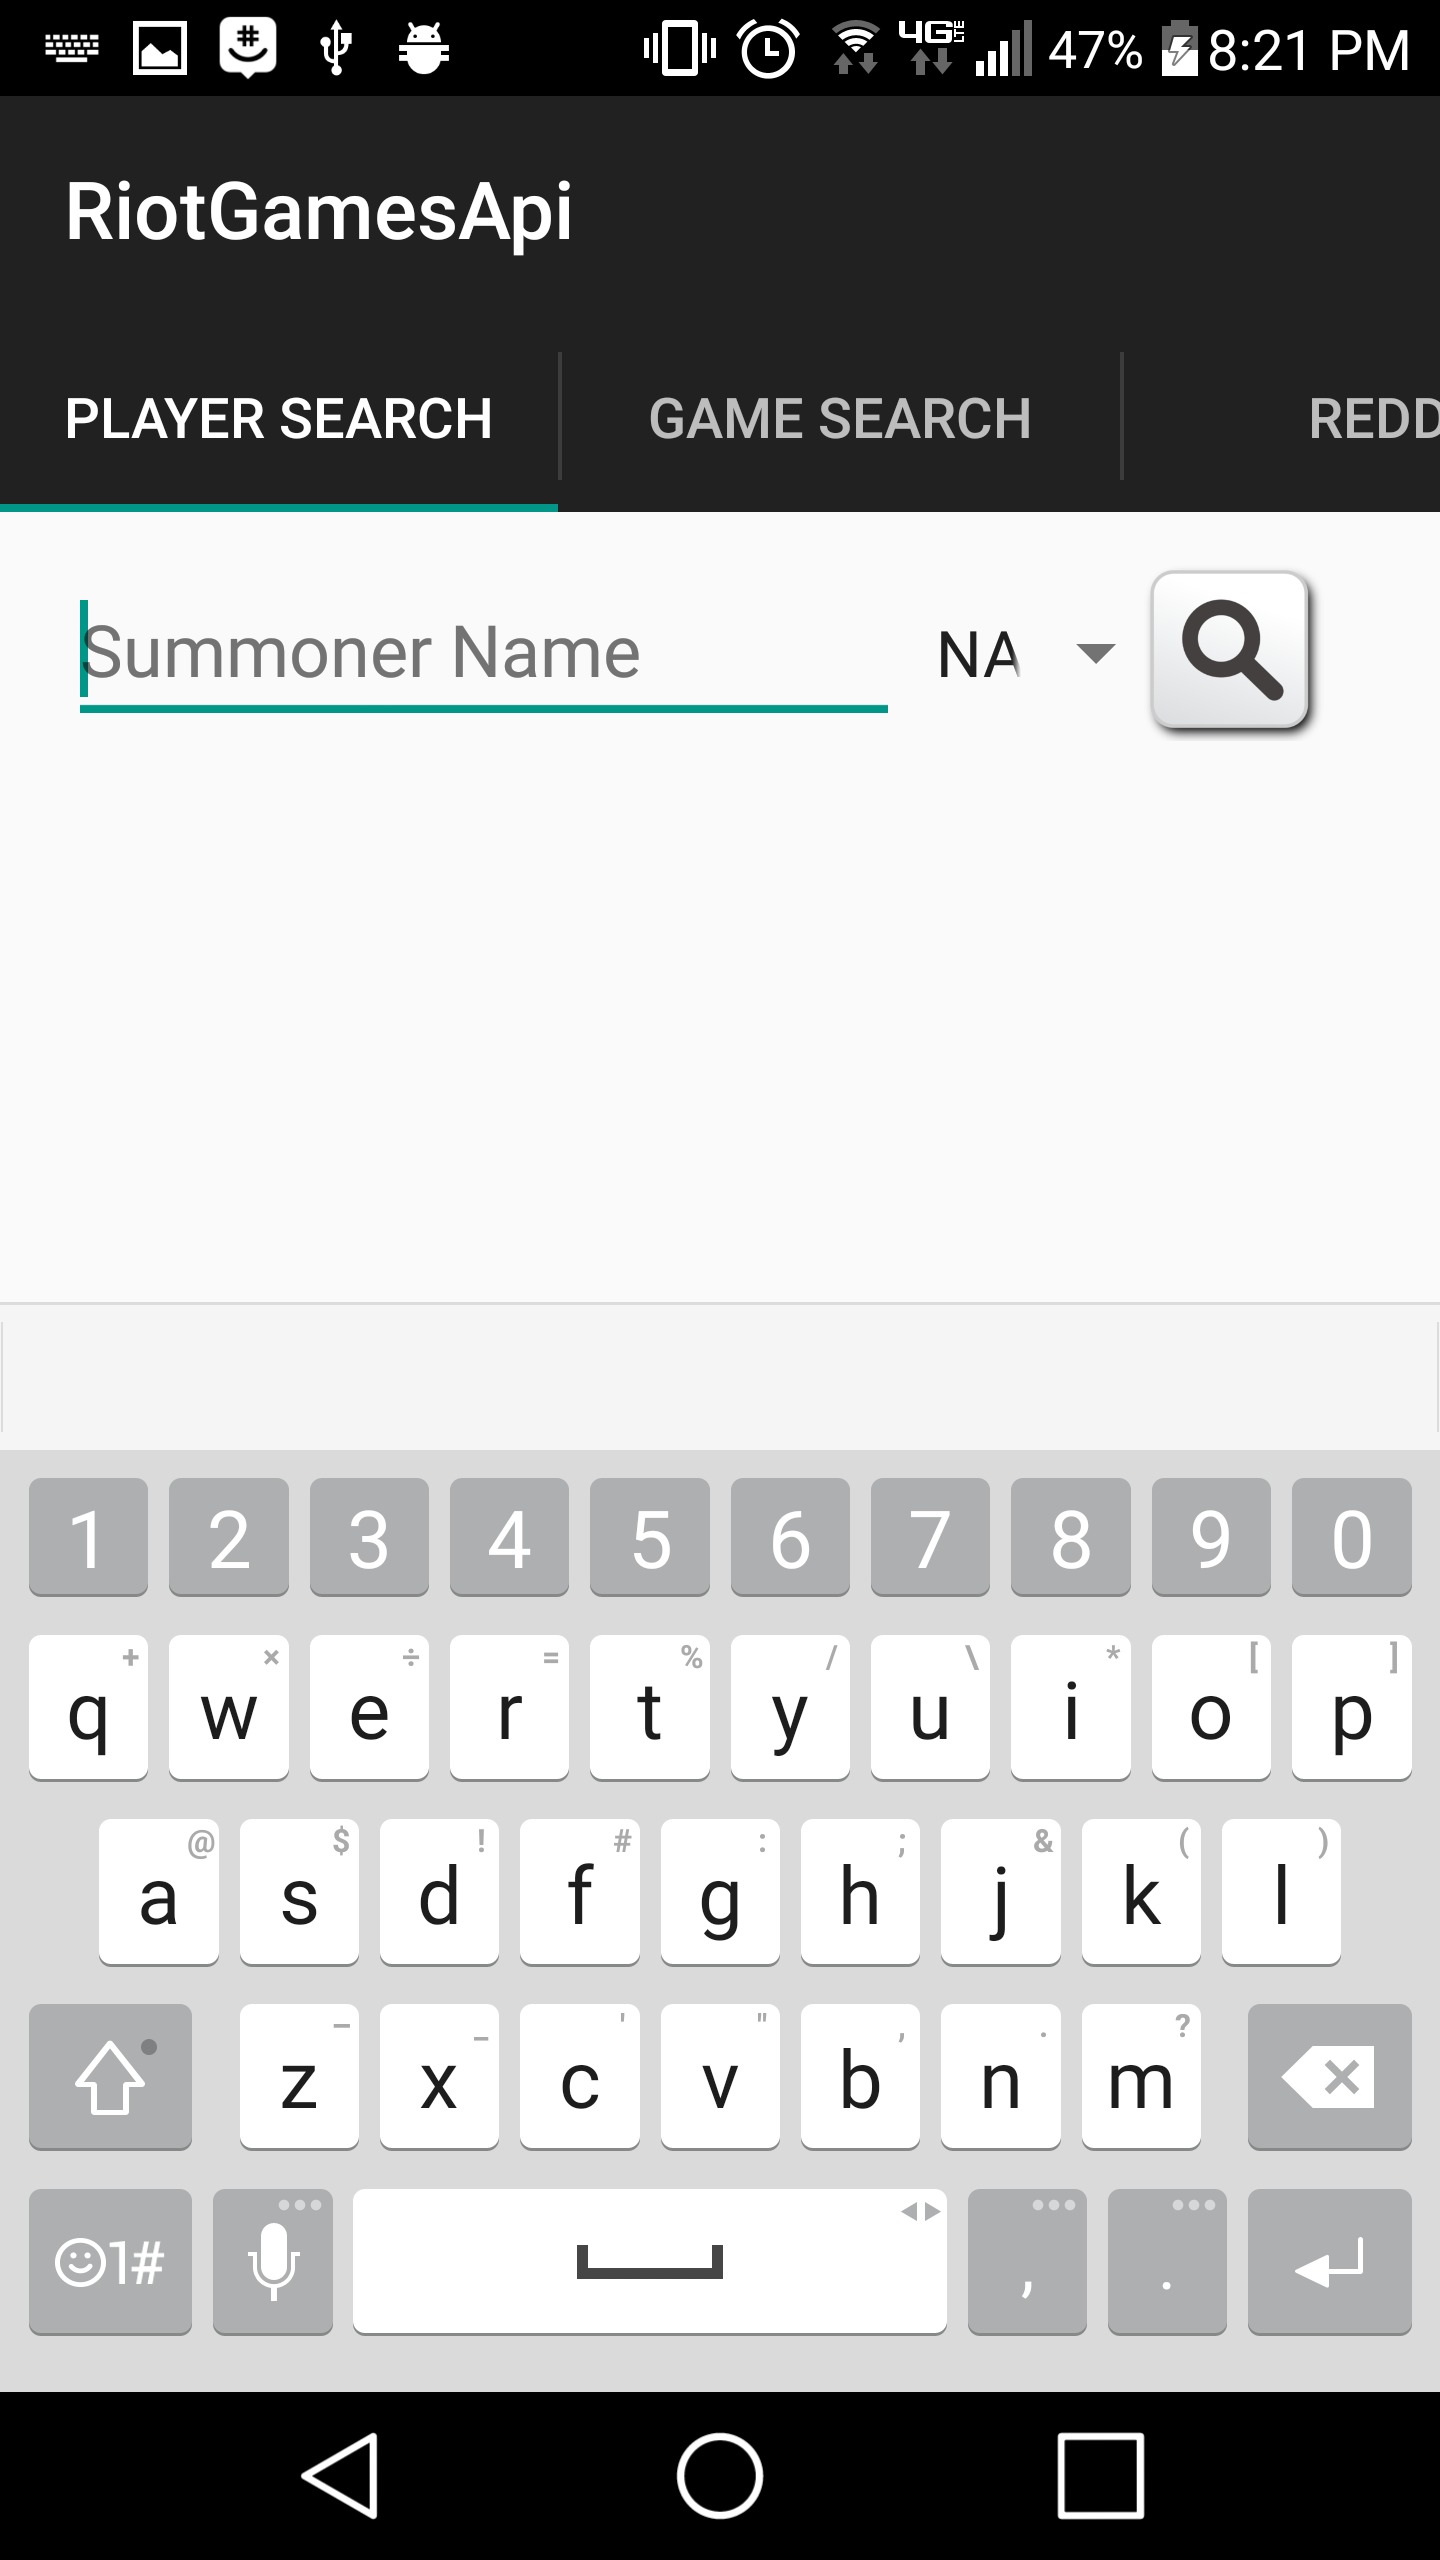 4G LTE 47% 8:21 PM
RiotGamesApi
PLAYER SEARCH GAME SEARCH REDD
Summoner Name NA
1 2 3 4 5 6 7 8 9 0
+ × ÷ = % / \ * [ ]
q w e r t y u i o p
@ $ ! # : ; & ( )
a s d f g h j k l
– _ ' " , . ?
z x c v b n m
1# , .